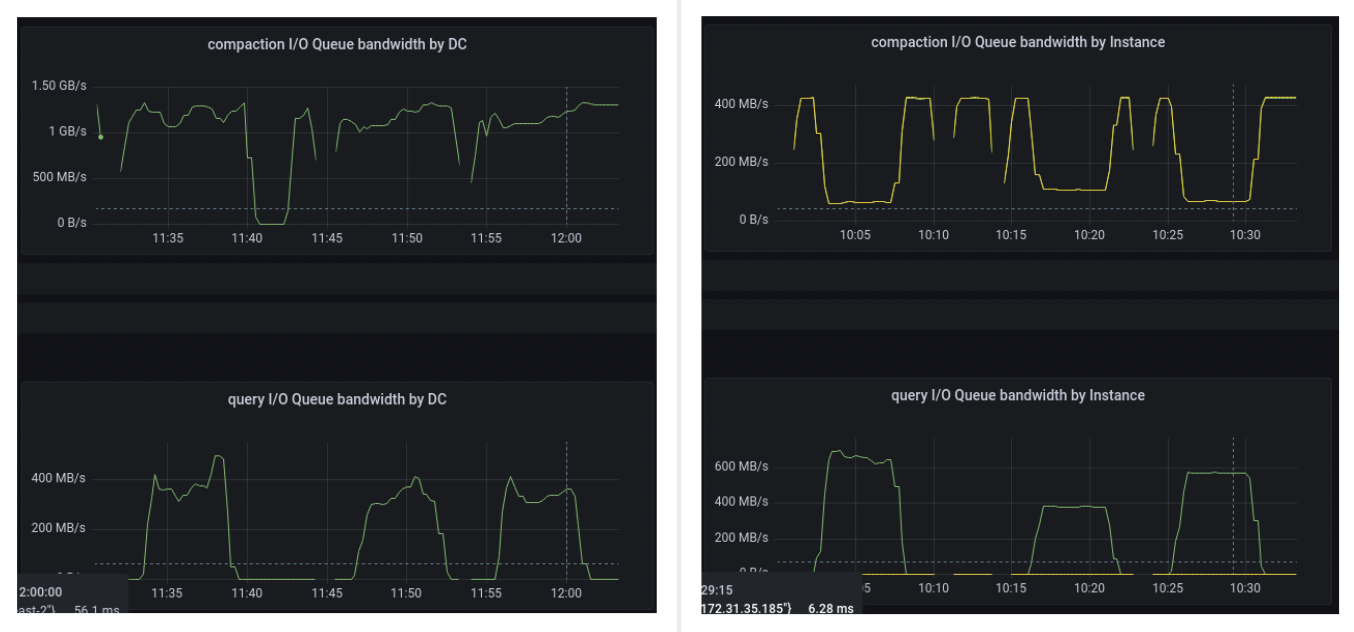 compaction I/O Queue bandwidth by DC
1.50 GB/s
1 GB/s
500 MB/s
0 B/s
11:35 11:40 11:45 11:50 11:55 12:00
query I/O Queue bandwidth by DC
400 MB/s
200 MB/s
0 B/s
11:35 11:40 11:45 11:50 11:55 12:00
2:00:00
ast-2"} 56.1 ms
compaction I/O Queue bandwidth by Instance
400 MB/s
200 MB/s
0 B/s
10:05 10:10 10:15 10:20 10:25 10:30
query I/O Queue bandwidth by Instance
600 MB/s
400 MB/s
200 MB/s
0 B/s
05 10:10 10:15 10:20 10:25 10:30
29:15
172.31.35.185"} 6.28 ms